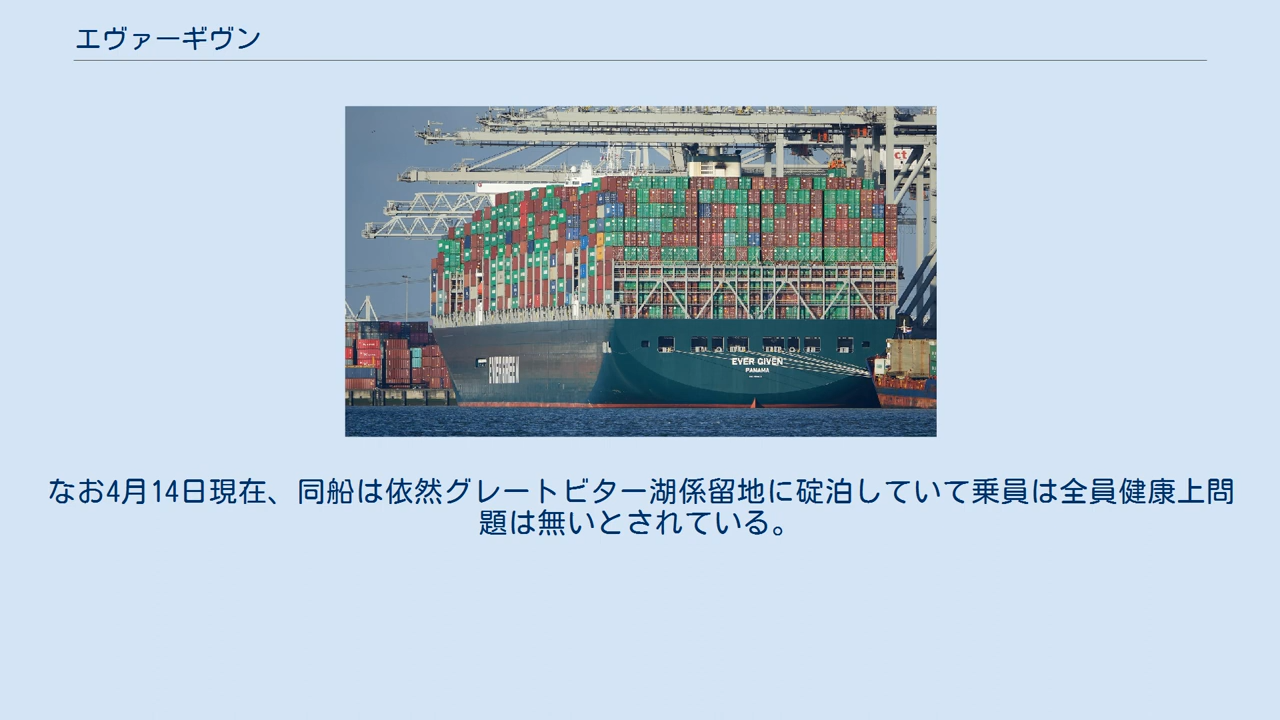 エヴァーギヴン
ct
EVER GIVEN
PANAMA
なお4月14日現在、同船は依然グレートビター湖係留地に碇泊していて乗員は全員健康上問
題は無いとされている。